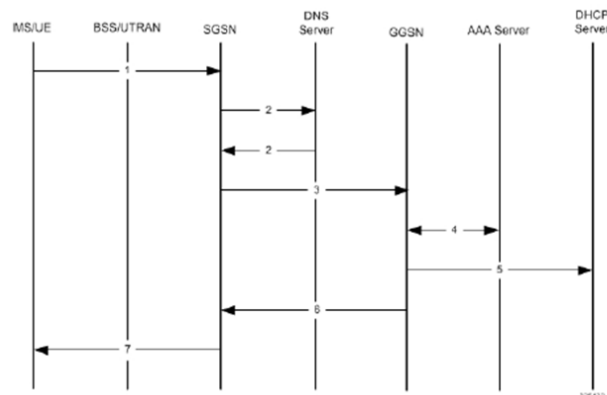 IMS/UE
BSS/UTRAN
SGSN
DNS
Server
GGSN
AAA Server
DHCP
Server
1
2
2
3
4
5
6
7